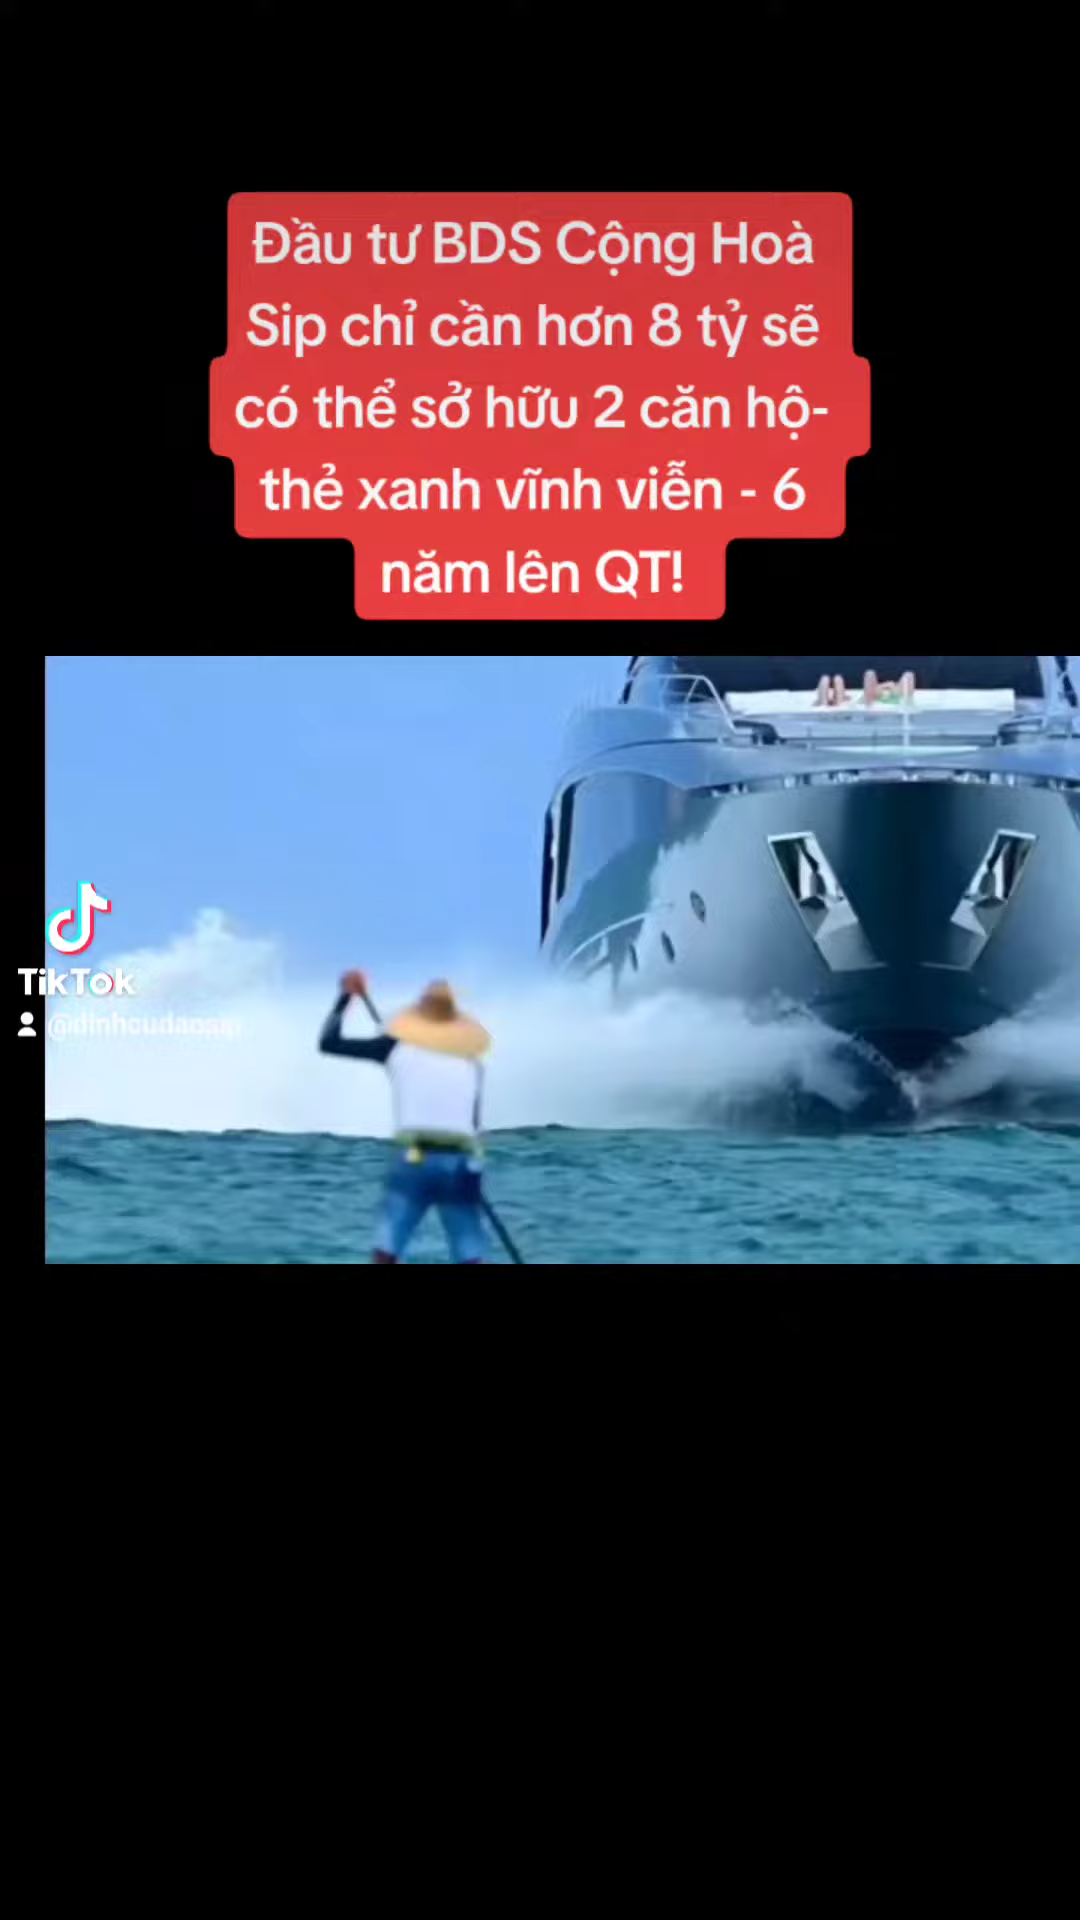 Đầu tư BDS Cộng Hoà
Sip chỉ cần hơn 8 tỷ sẽ
có thể sở hữu 2 căn hộ-
thẻ xanh vĩnh viễn - 6
năm lên QT!
TikTok